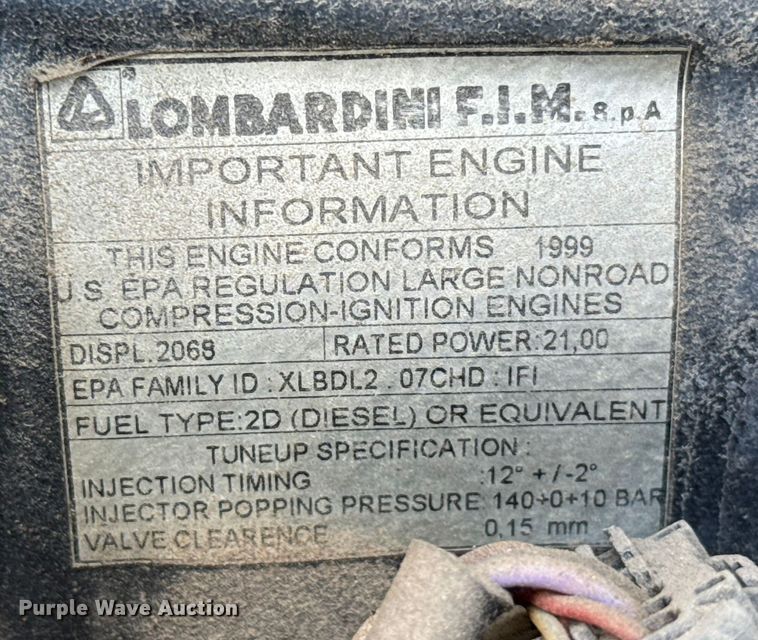 LOMBARDINI F.I.M. S.p.A
IMPORTANT ENGINE
INFORMATION
THIS ENGINE CONFORMS 1999
U.S EPA REGULATION LARGE NONROAD
COMPRESSION-IGNITION ENGINES
DISPL.2068 RATED POWER:21,00
EPA FAMILY ID : XLBDL2 . 07CHD : IFI
FUEL TYPE:2D (DIESEL) OR EQUIVALENT
TUNEUP SPECIFICATION :
INJECTION TIMING :12° +/-2°
INJECTOR POPPING PRESSURE 140÷0+10 BAR
VALVE CLEARENCE 0,15 mm
Purple Wave Auction